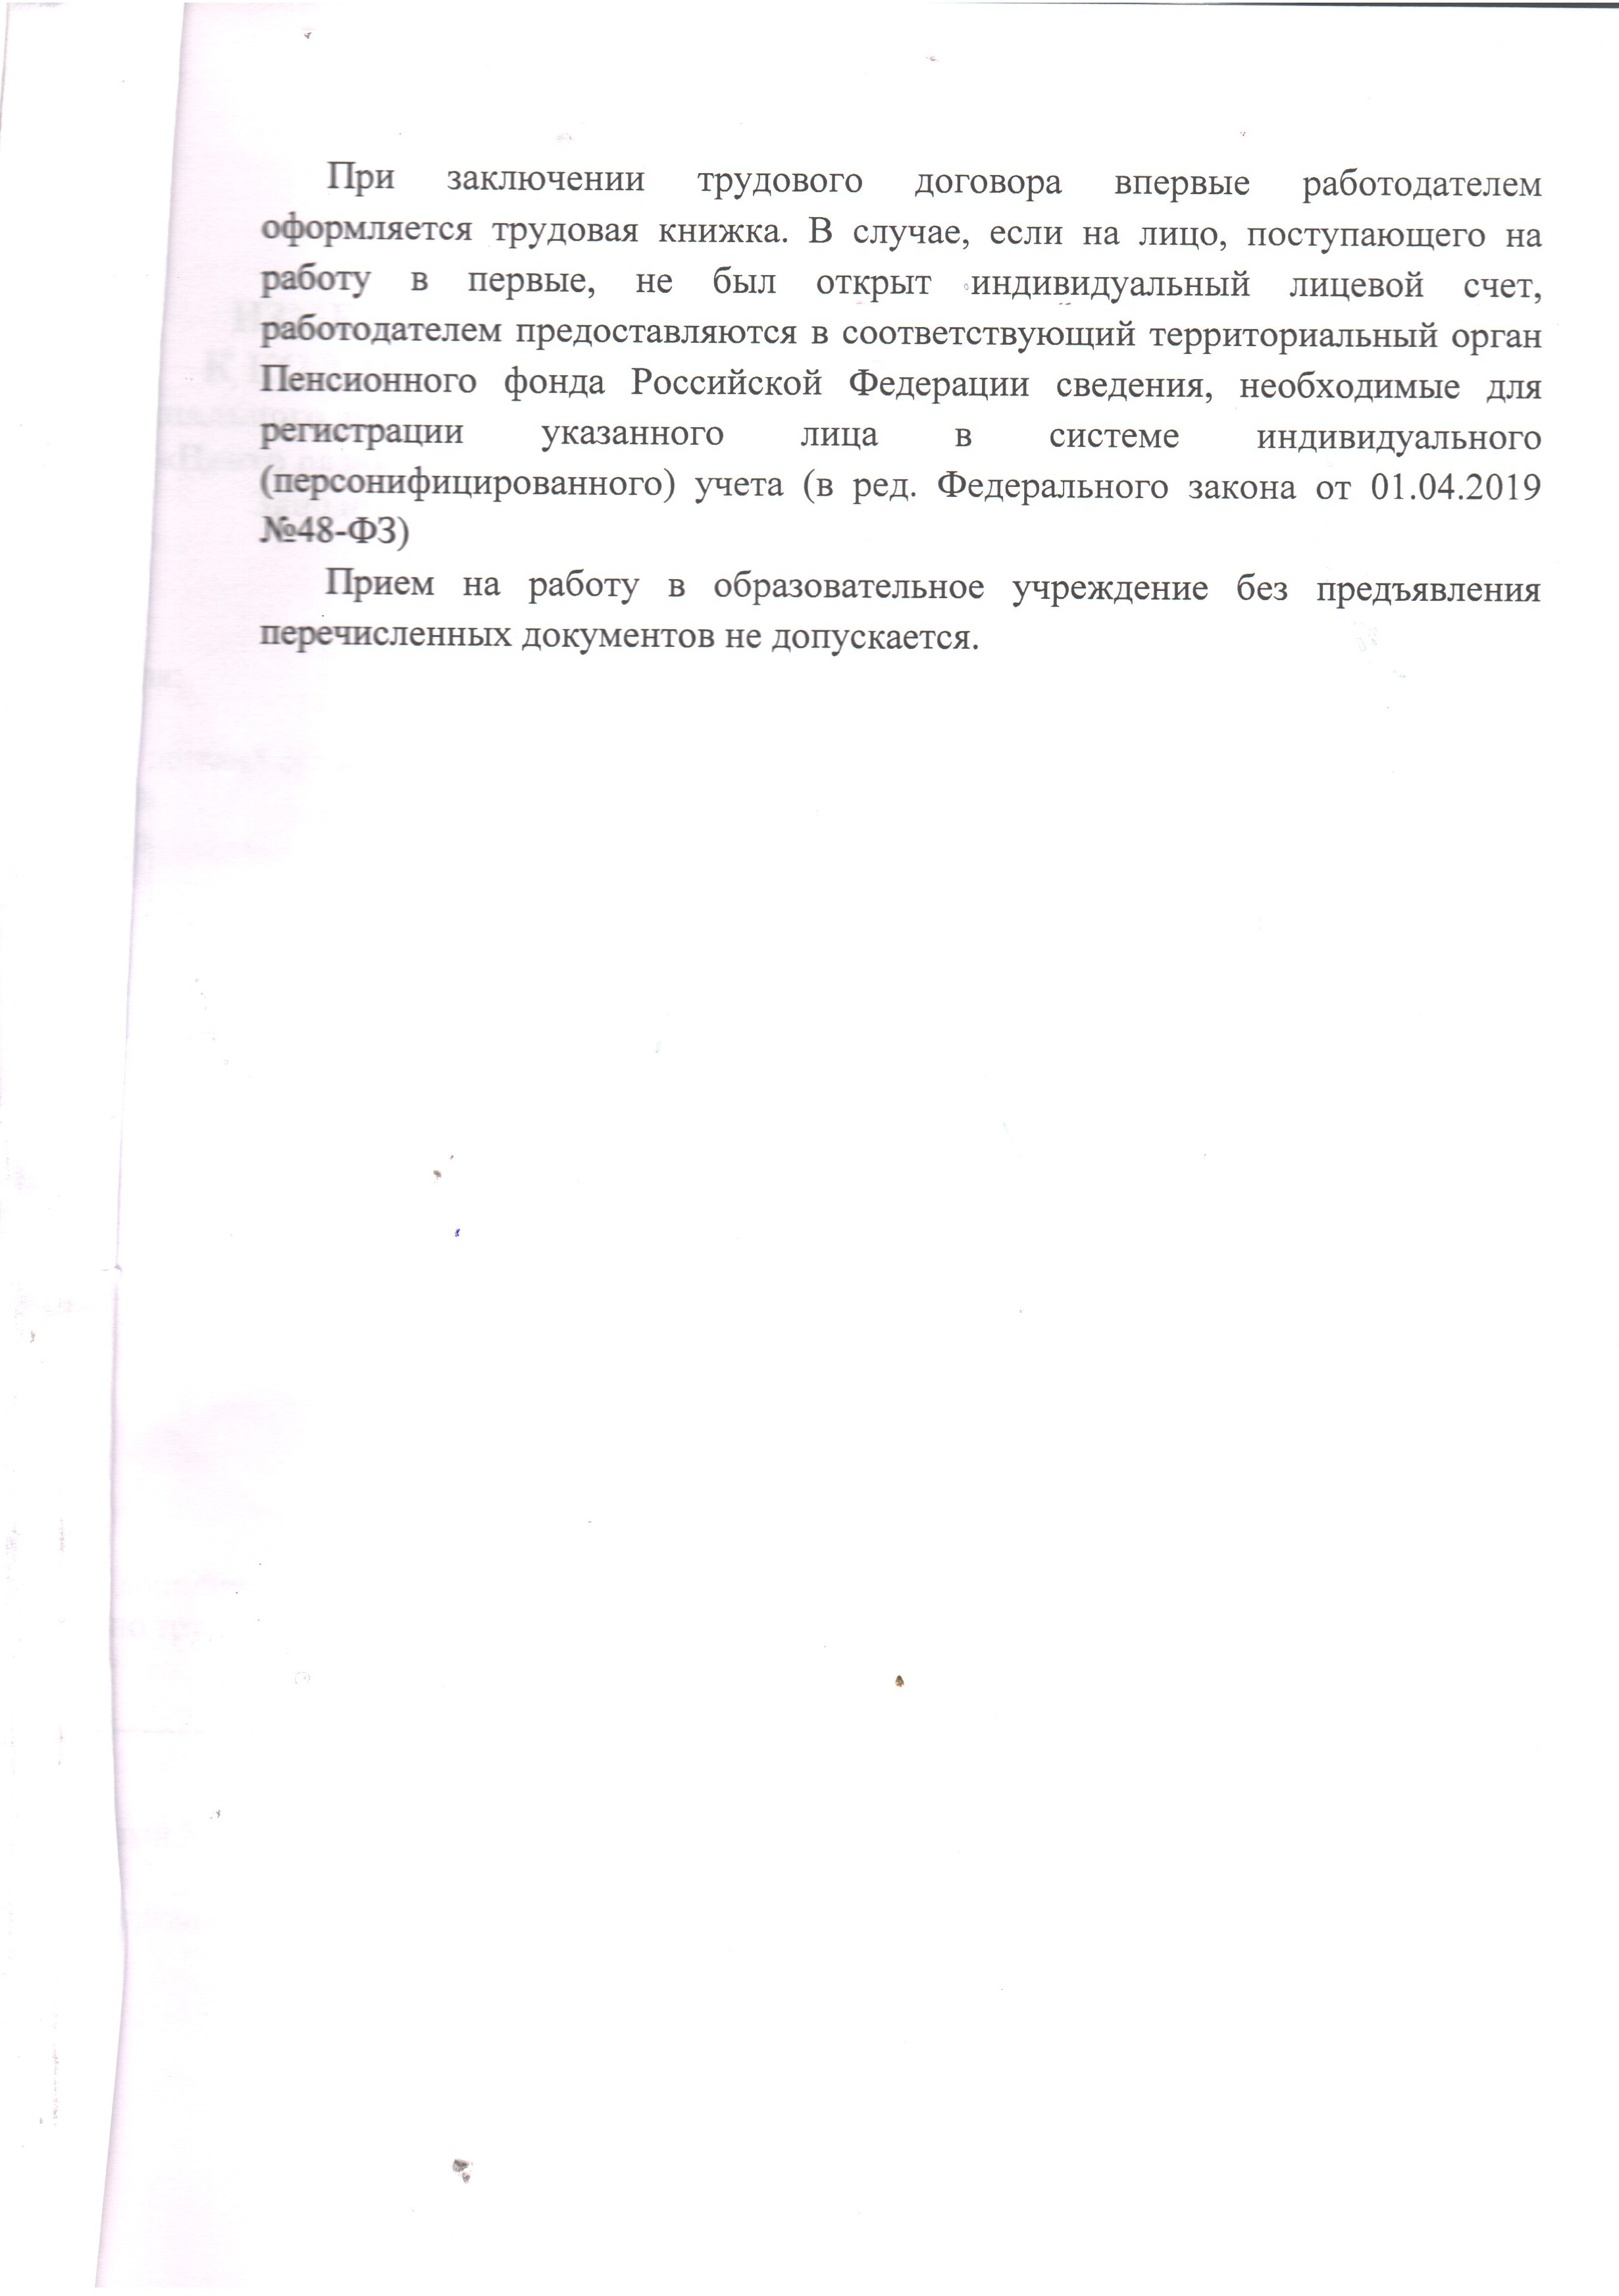 При заключении трудового договора впервые работодателем
оформляется трудовая книжка. В случае, если на лицо, поступающего на
работу в первые, не был открыт индивидуальный лицевой счет,
работодателем предоставляются в соответствующий территориальный орган
Пенсионного фонда Российской Федерации сведения, необходимые для
регистрации указанного лица в системе индивидуального
(персонифицированного) учета (в ред. Федерального закона от 01.04.2019
№48-ФЗ)
Прием на работу в образовательное учреждение без предъявления
перечисленных документов не допускается.